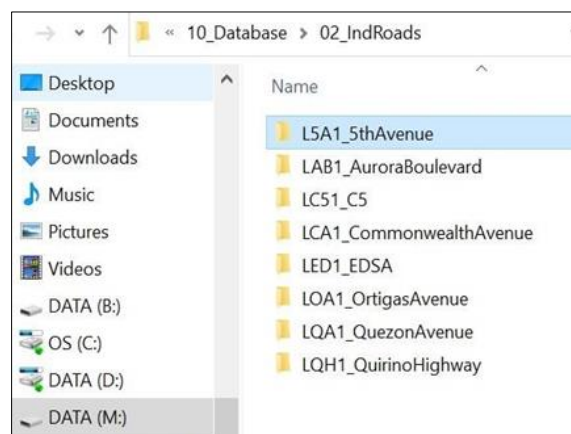 « 10_Database > 02_IndRoads
Desktop
Documents
Downloads
Music
Pictures
Videos
DATA (B:)
OS (C:)
DATA (D:)
DATA (M:)
Name
L5A1_5thAvenue
LAB1_AuroraBoulevard
LC51_C5
LCA1_CommonwealthAvenue
LED1_EDSA
LOA1_OrtigasAvenue
LQA1_QuezonAvenue
LQH1_QuirinoHighway